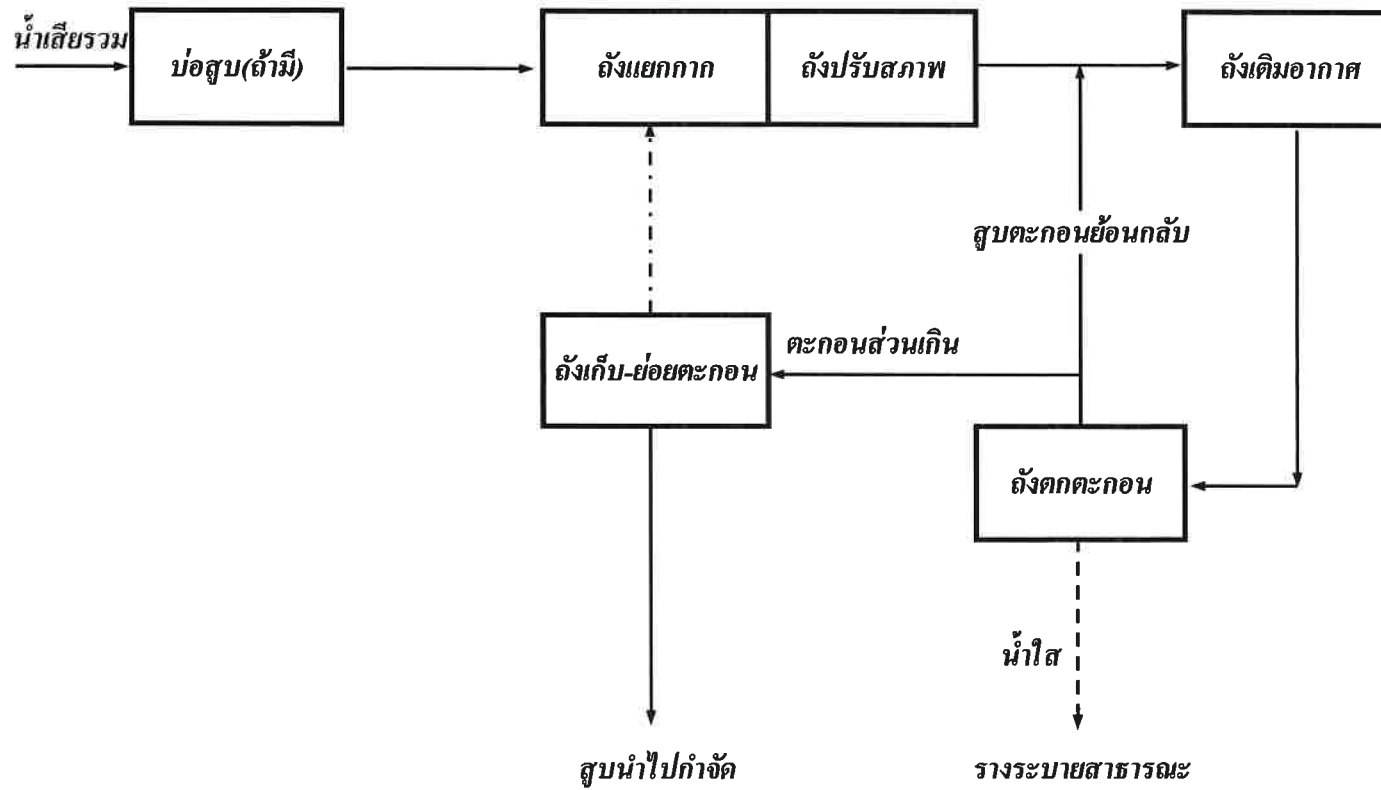 น้ำเสียรวม
บ่อสูบ(ถ้ามี)
ถังแยกกาก
ถังปรับสภาพ
ถังเติมอากาศ
สูบตะกอนย้อนกลับ
ตะกอนส่วนเกิน
ถังเก็บ-ย่อยตะกอน
ถังตกตะกอน
น้ำใส
สูบนำไปกำจัด
รางระบายสาธารณะ